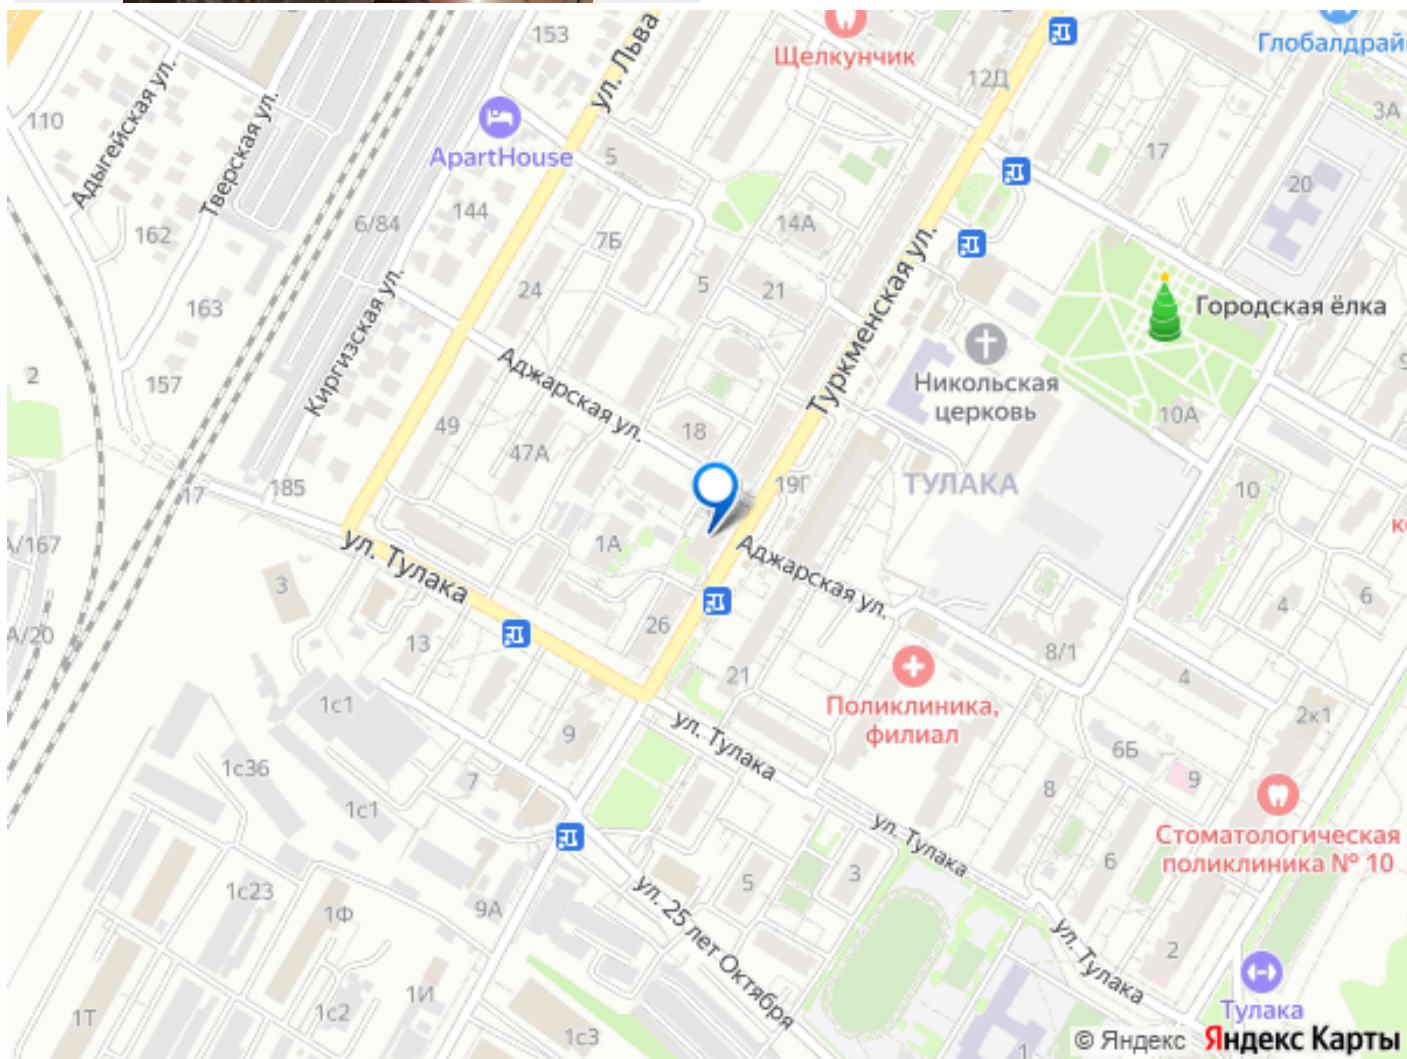 153
ул. Льва
Щелкунчик
12Д
Глобалдрай
3А
110
Адыгейская ул.
Тверская ул.
ApartHouse
5
17
20
162
6/84
144
7Б
14А
163
24
5
21
Туркменская ул.
Городская ёлка
2
157
Киргизская ул.
Аджарская ул.
Никольская
церковь
10А
49
47А
18
17
185
19Г
ТУЛАКА
10
А/167
ул. Тулака
1А
Аджарская ул.
3
4
6
А/20
13
26
8/1
21
Поликлиника,
филиал
4
1с1
9
ул. Тулака
2к1
6Б
1с36
7
1с1
8
9
Стоматологическая
поликлиника № 10
ул. Тулака
6
1с23
1Ф
9А
5
3
ул. 25 лет Октября
ул. Тулака
2
1И
1Т
1с2
1с3
Тулака
1
© Яндекс Яндекс Карты